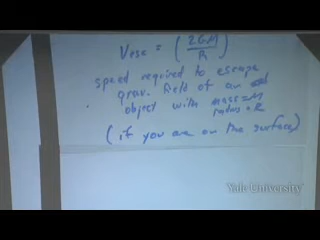 Vesc = (2GM/R)
speed required to escape
grav. field of an
object with mass=M
radius=R
(if you are on the surface)
Yale University